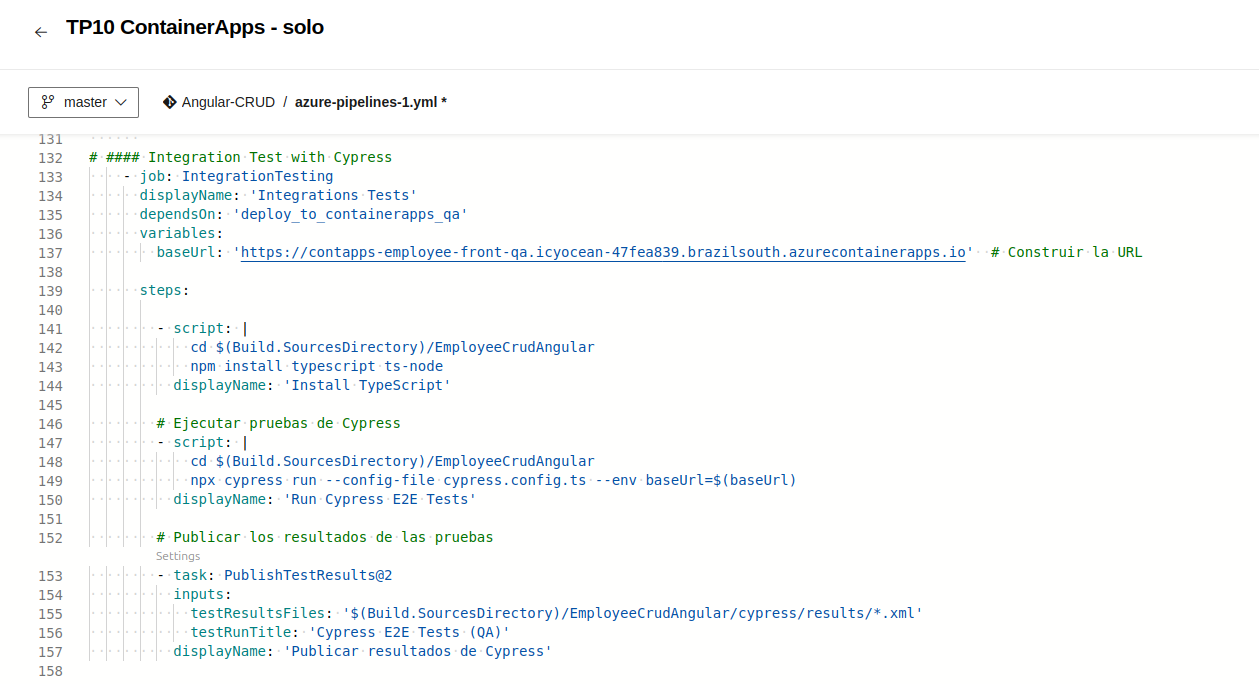 TP10 ContainerApps - solo
master
Angular-CRUD / azure-pipelines-1.yml *
131
132 # #### Integration Test with Cypress
133 - job: IntegrationTesting
134 displayName: 'Integrations Tests'
135 dependsOn: 'deploy_to_containerapps_qa'
136 variables:
137 baseUrl: 'https://contapps-employee-front-qa.icyocean-47fea839.brazilsouth.azurecontainerapps.io' # Construir la URL
138
139 steps:
140
141 - script: |
142 cd $(Build.SourcesDirectory)/EmployeeCrudAngular
143 npm install typescript ts-node
144 displayName: 'Install TypeScript'
145
146 # Ejecutar pruebas de Cypress
147 - script: |
148 cd $(Build.SourcesDirectory)/EmployeeCrudAngular
149 npx cypress run --config-file cypress.config.ts --env baseUrl=$(baseUrl)
150 displayName: 'Run Cypress E2E Tests'
151
152 # Publicar los resultados de las pruebas
Settings
153 - task: PublishTestResults@2
154 inputs:
155 testResultsFiles: '$(Build.SourcesDirectory)/EmployeeCrudAngular/cypress/results/*.xml'
156 testRunTitle: 'Cypress E2E Tests (QA)'
157 displayName: 'Publicar resultados de Cypress'
158